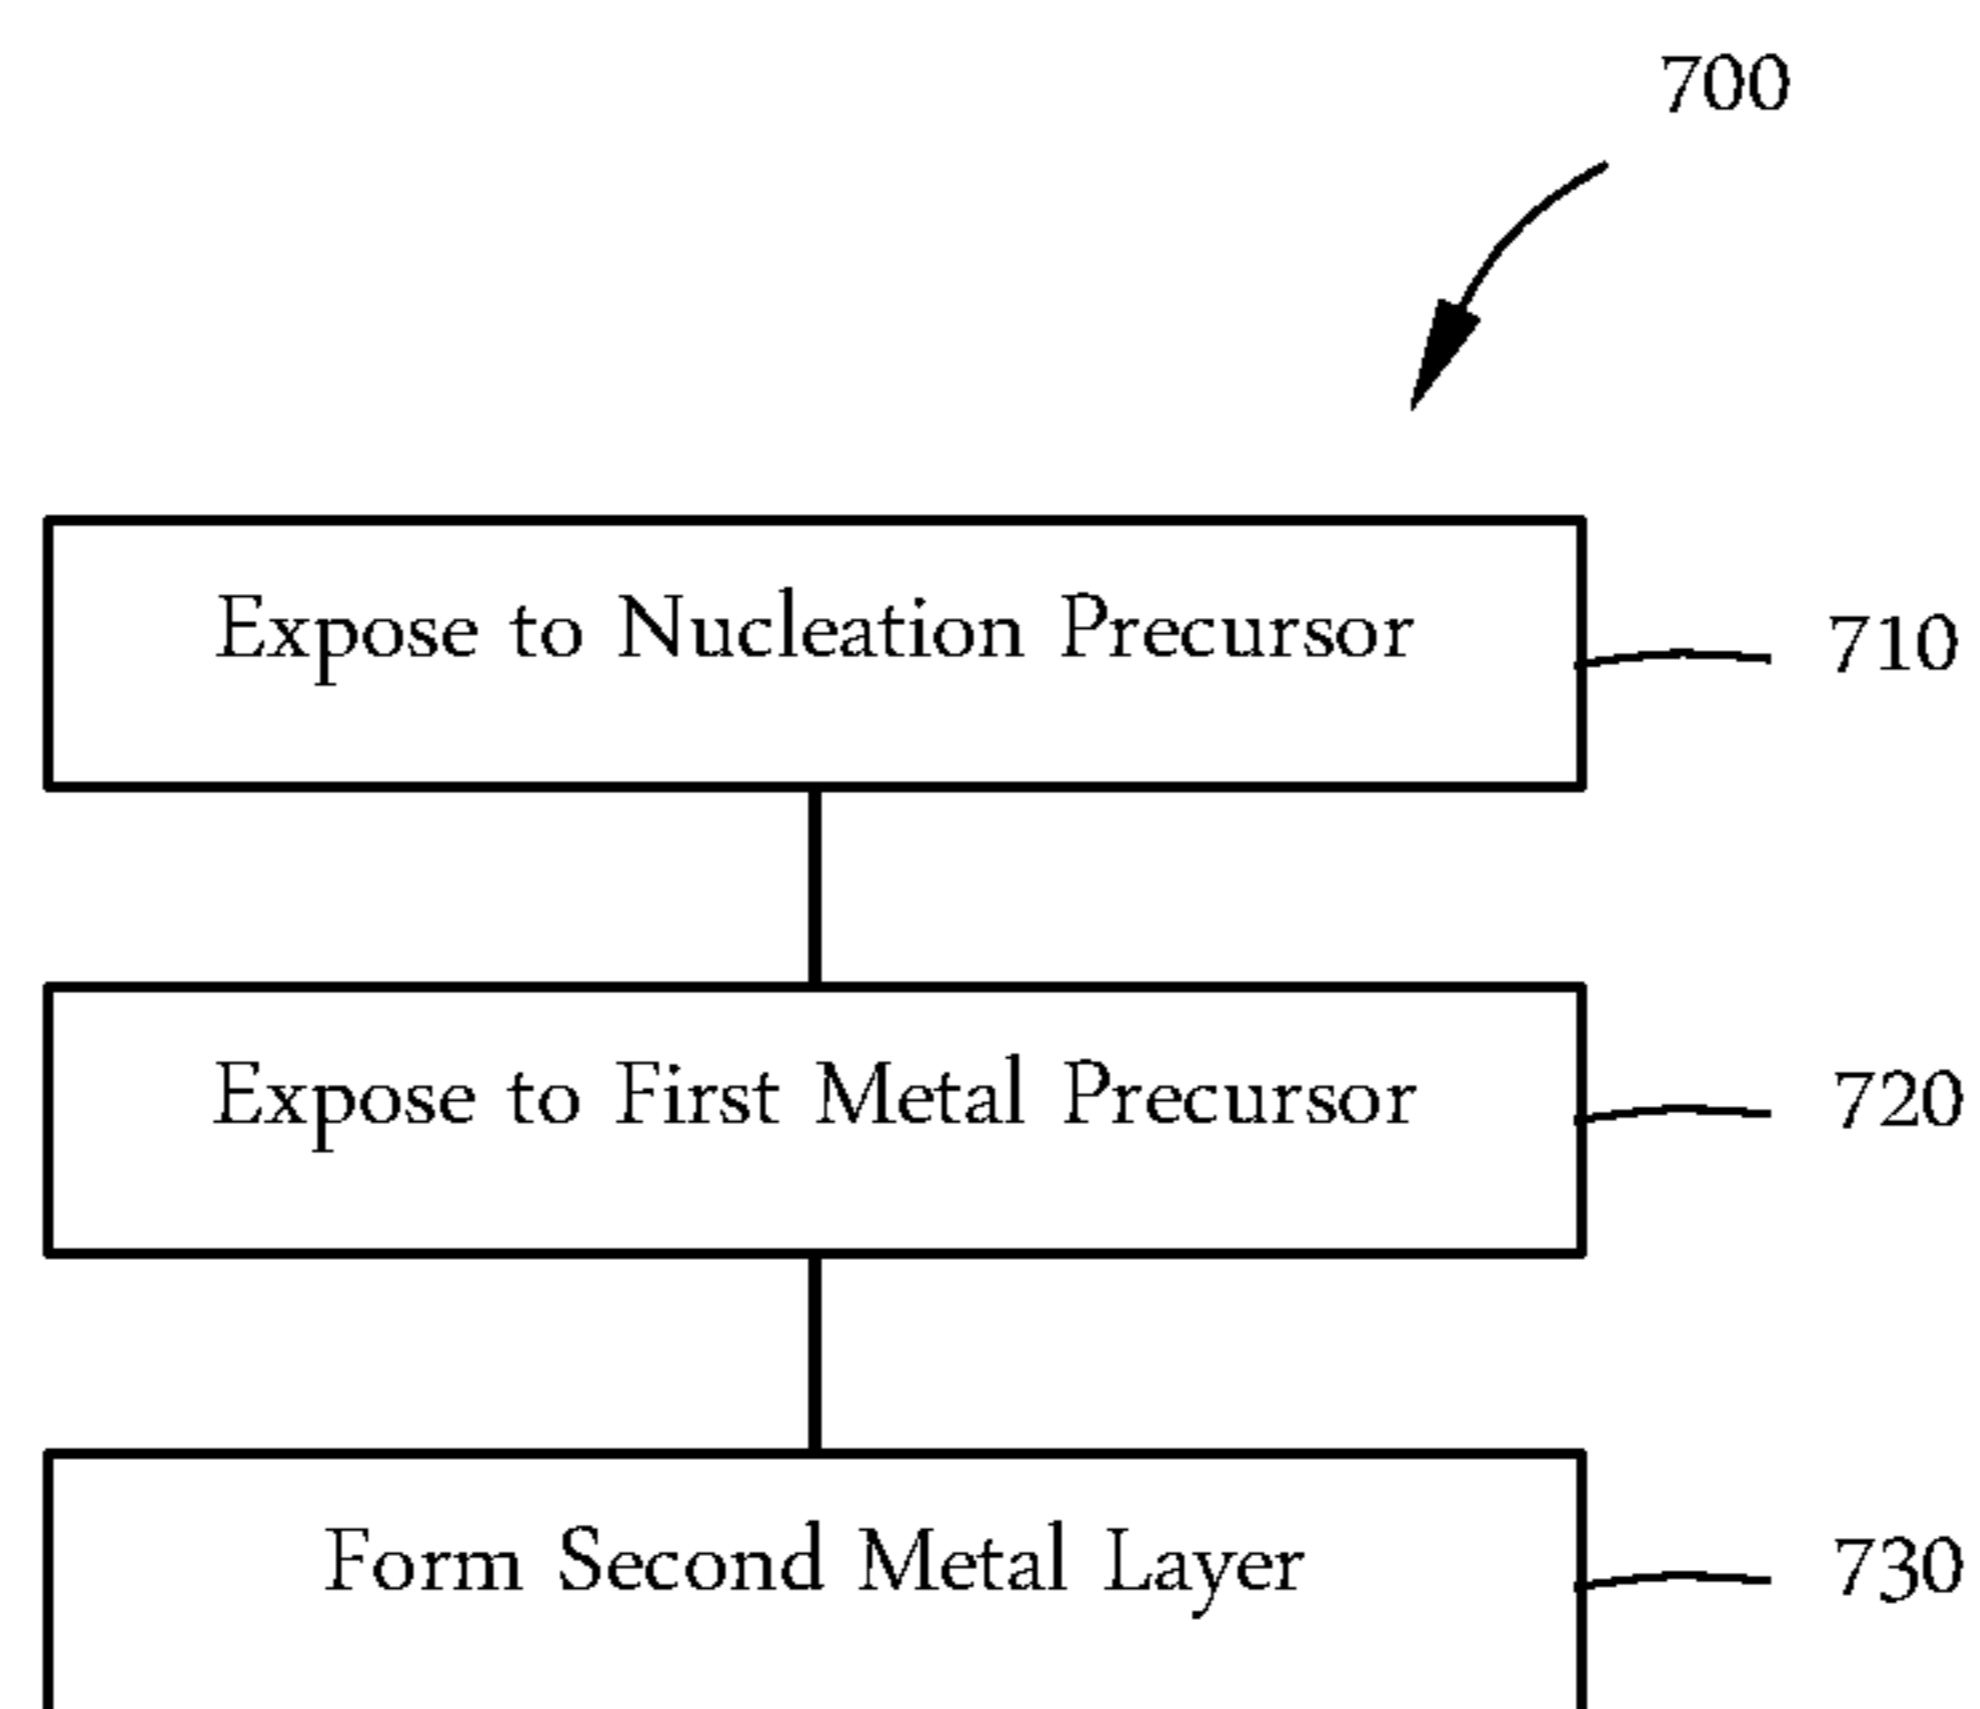 700
Expose to Nucleation Precursor
710
Expose to First Metal Precursor
720
Form Second Metal Layer
730